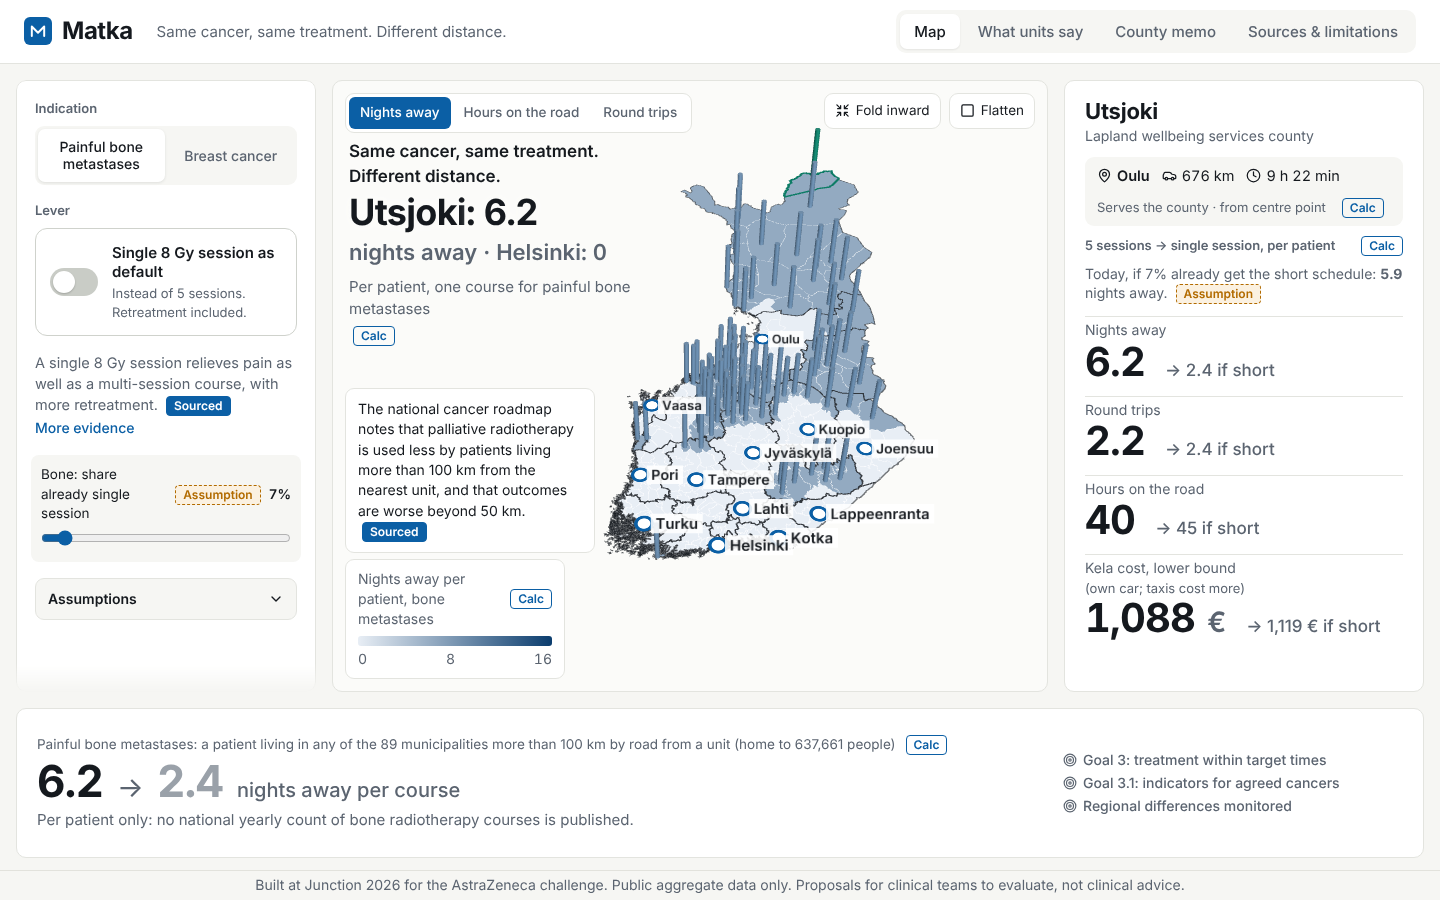 Matka
Same cancer, same treatment. Different distance.
Map
What units say
County memo
Sources & limitations
Indication
Painful bone
metastases
Breast cancer
Lever
Single 8 Gy session as
default
Instead of 5 sessions.
Retreatment included.
A single 8 Gy session relieves pain as
well as a multi-session course, with
more retreatment. Sourced
More evidence
Bone: share
already single
session
Assumption 7%
Assumptions
Nights away
Hours on the road
Round trips
Fold inward
Flatten
Same cancer, same treatment.
Different distance.
Utsjoki: 6.2
nights away · Helsinki: 0
Per patient, one course for painful bone
metastases
Calc
The national cancer roadmap
notes that palliative radiotherapy
is used less by patients living
more than 100 km from the
nearest unit, and that outcomes
are worse beyond 50 km.
Sourced
Nights away per
patient, bone
metastases
Calc
0 8 16
Oulu
Vaasa
Kuopio
Joensuu
Jyväskylä
Pori
Tampere
Lahti
Lappeenranta
Turku
Helsinki
Kotka
Utsjoki
Lapland wellbeing services county
Oulu 676 km 9 h 22 min
Serves the county · from centre point Calc
5 sessions → single session, per patient Calc
Today, if 7% already get the short schedule: 5.9
nights away. Assumption
Nights away
6.2 → 2.4 if short
Round trips
2.2 → 2.4 if short
Hours on the road
40 → 45 if short
Kela cost, lower bound
(own car; taxis cost more)
1,088 € → 1,119 € if short
Painful bone metastases: a patient living in any of the 89 municipalities more than 100 km by road from a unit (home to 637,661 people) Calc
6.2 → 2.4 nights away per course
Per patient only: no national yearly count of bone radiotherapy courses is published.
Goal 3: treatment within target times
Goal 3.1: indicators for agreed cancers
Regional differences monitored
Built at Junction 2026 for the AstraZeneca challenge. Public aggregate data only. Proposals for clinical teams to evaluate, not clinical advice.